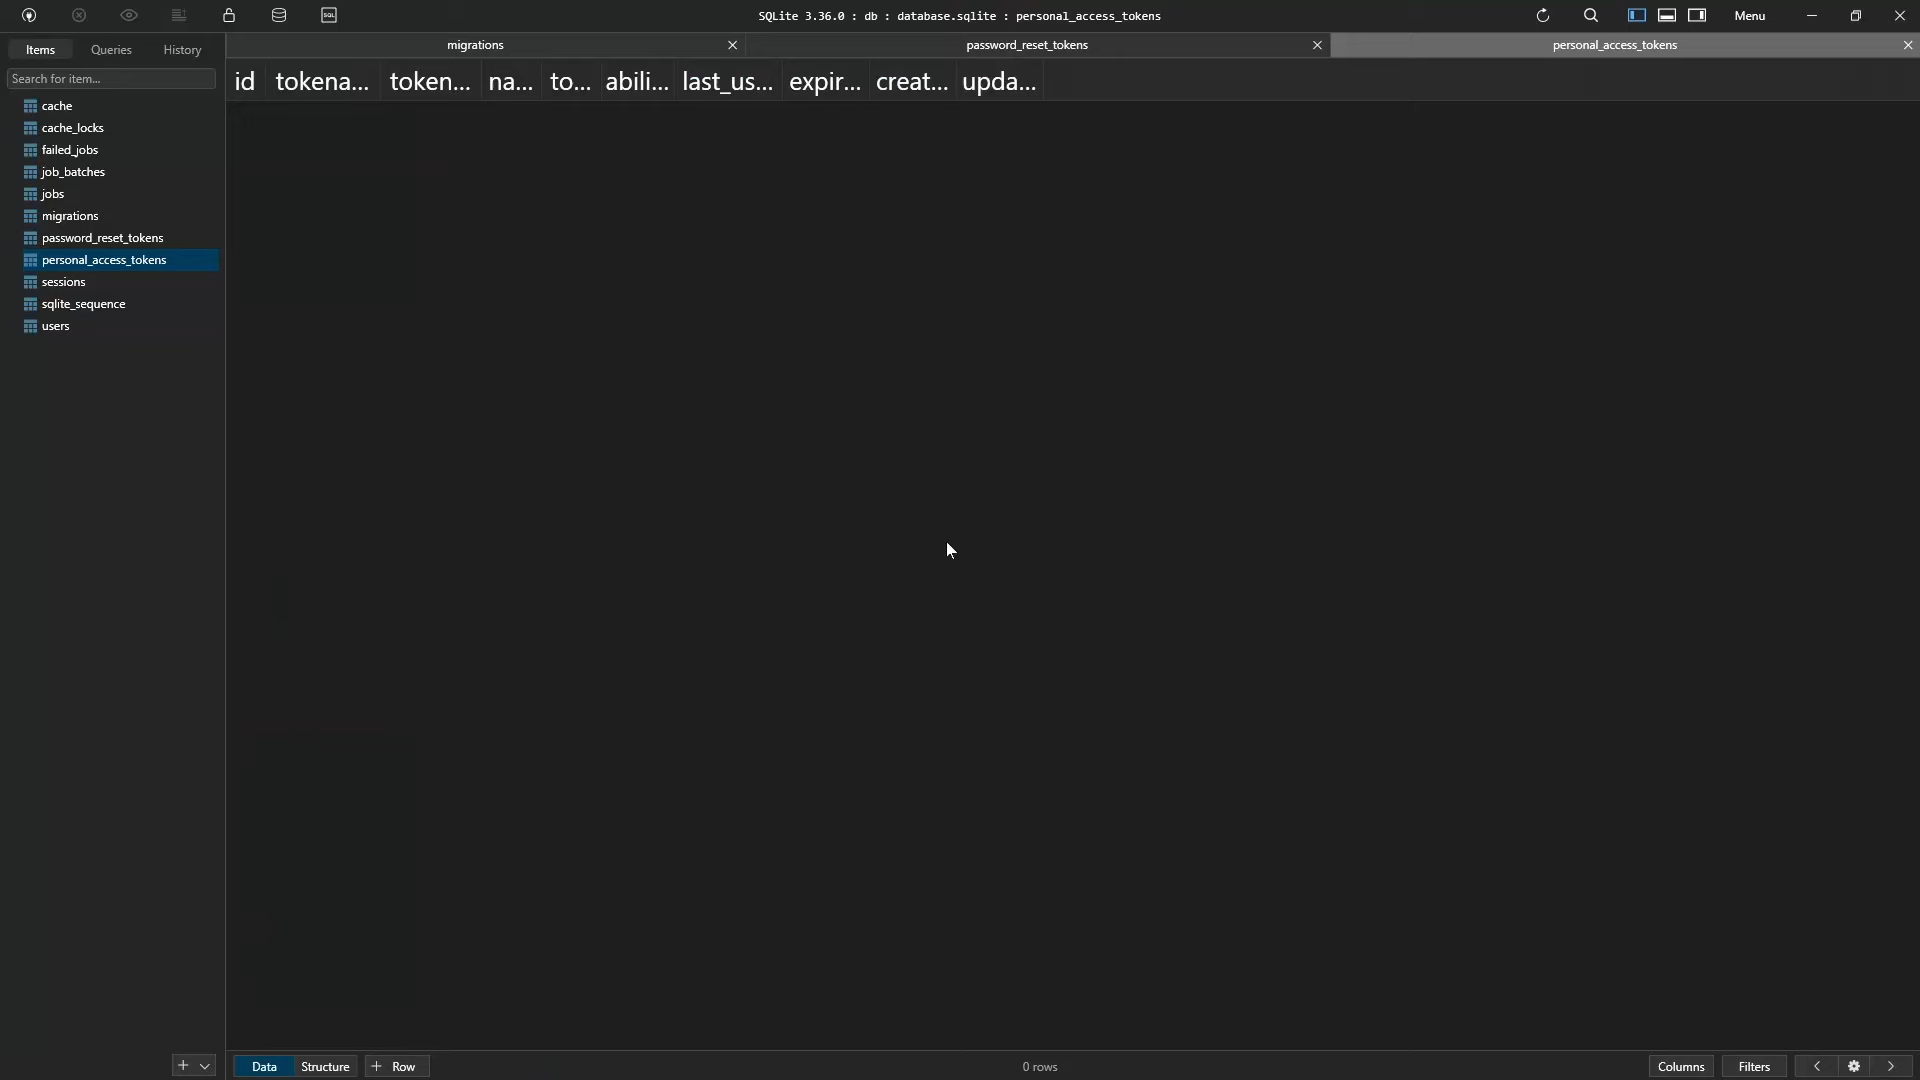 SQL
SQLite 3.36.0 : db : database.sqlite : personal_access_tokens
Menu
Items
Queries
History
migrations
password_reset_tokens
personal_access_tokens
Search for item...
id
tokena...
token...
na...
to...
abili...
last_us...
expir...
creat...
upda...
cache
cache_locks
failed_jobs
job_batches
jobs
migrations
password_reset_tokens
personal_access_tokens
sessions
sqlite_sequence
users
Data
Structure
+ Row
0 rows
Columns
Filters